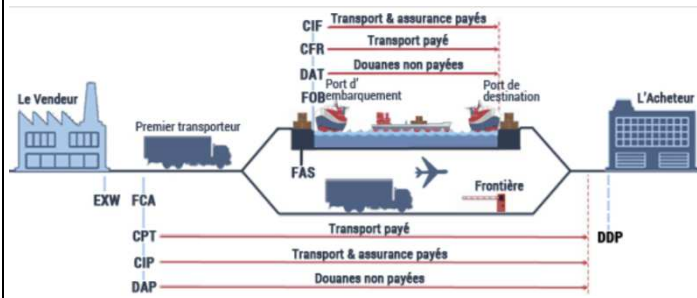 CIF Transport & assurance payés
CFR Transport payé
DAT Douanes non payées
FOB
Port d'
embarquement
Port de
destination
Le Vendeur
L'Acheteur
Premier transporteur
FAS
Frontière
EXW FCA
CPT Transport payé
DDP
CIP Transport & assurance payés
DAP Douanes non payées